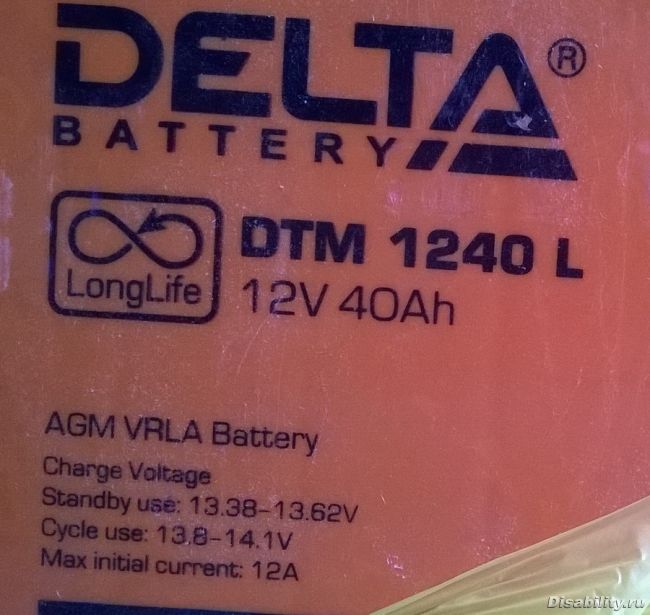 DELTA®
BATTERY
LongLife
DTM 1240 L
12V 40Ah
AGM VRLA Battery
Charge Voltage
Standby use: 13.38-13.62V
Cycle use: 13.8-14.1V
Max initial current: 12A
Disability.ru